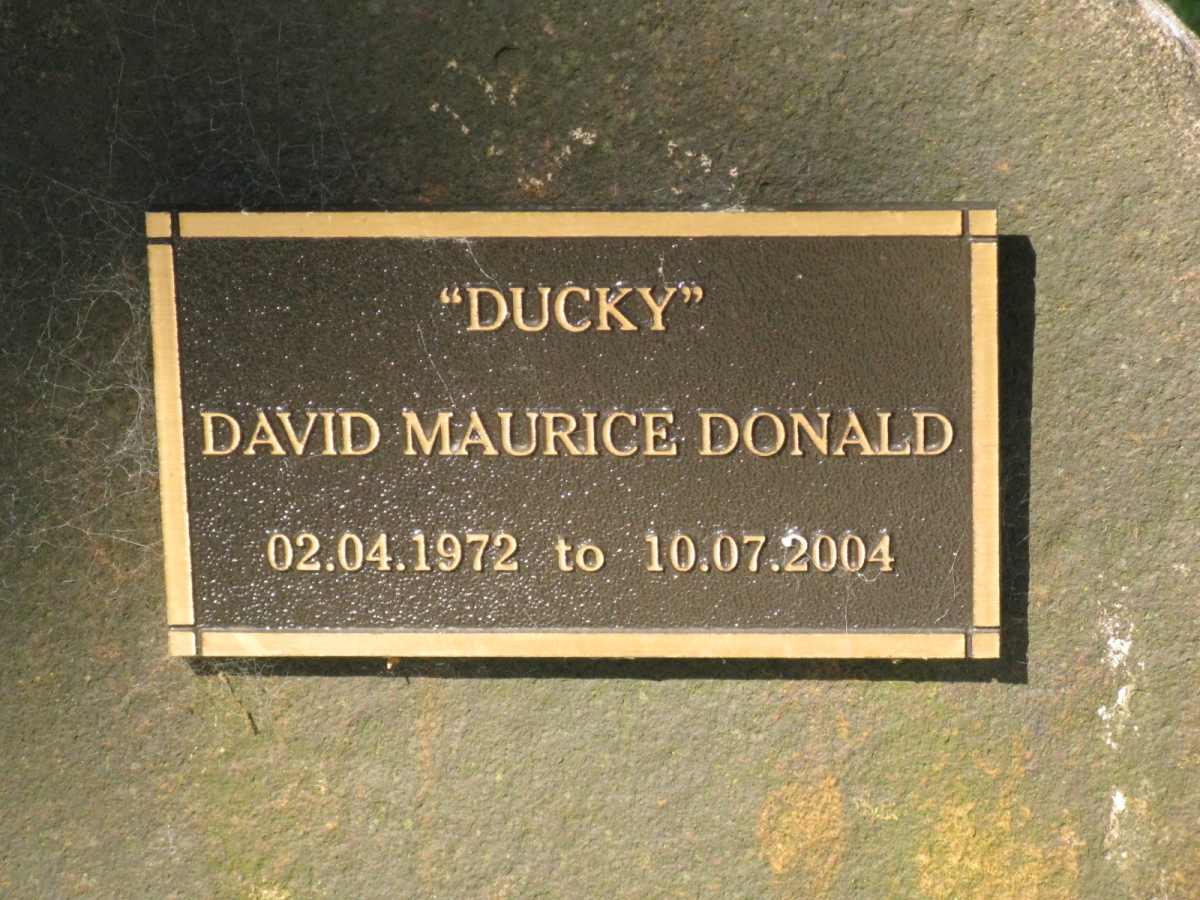 “DUCKY”
DAVID MAURICE DONALD
02.04.1972 to 10.07.2004